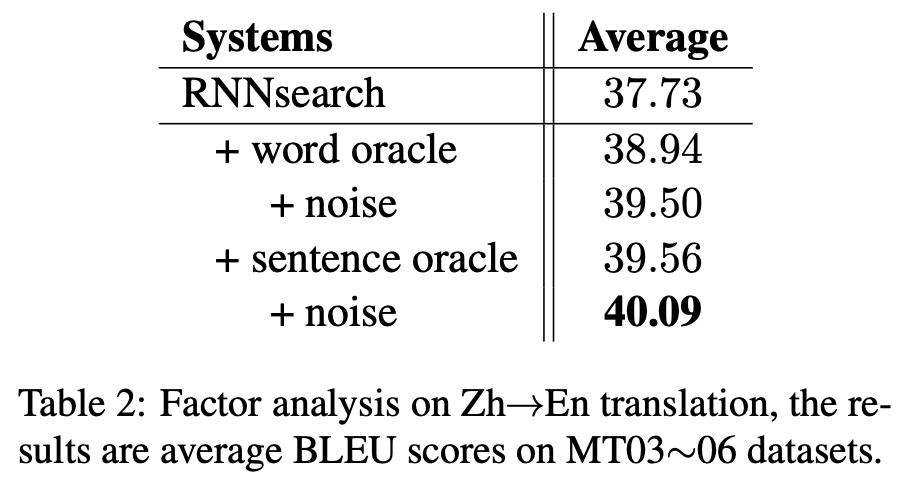 Systems Average
RNNsearch 37.73
+ word oracle 38.94
+ noise 39.50
+ sentence oracle 39.56
+ noise 40.09
Table 2: Factor analysis on Zh→En translation, the re-
sults are average BLEU scores on MT03∼06 datasets.